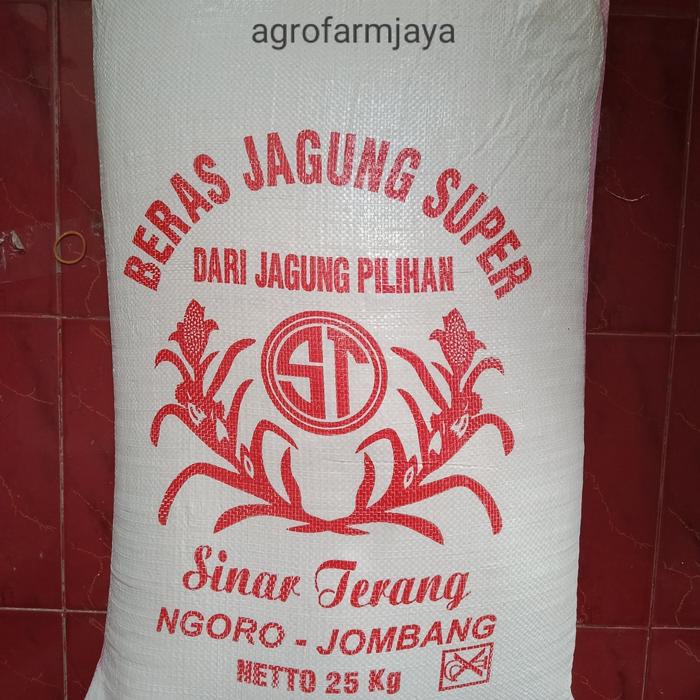 agrofarmjaya
BERAS JAGUNG SUPER
DARI JAGUNG PILIHAN
ST
Sinar Terang
NGORO - JOMBANG
NETTO 25 Kg